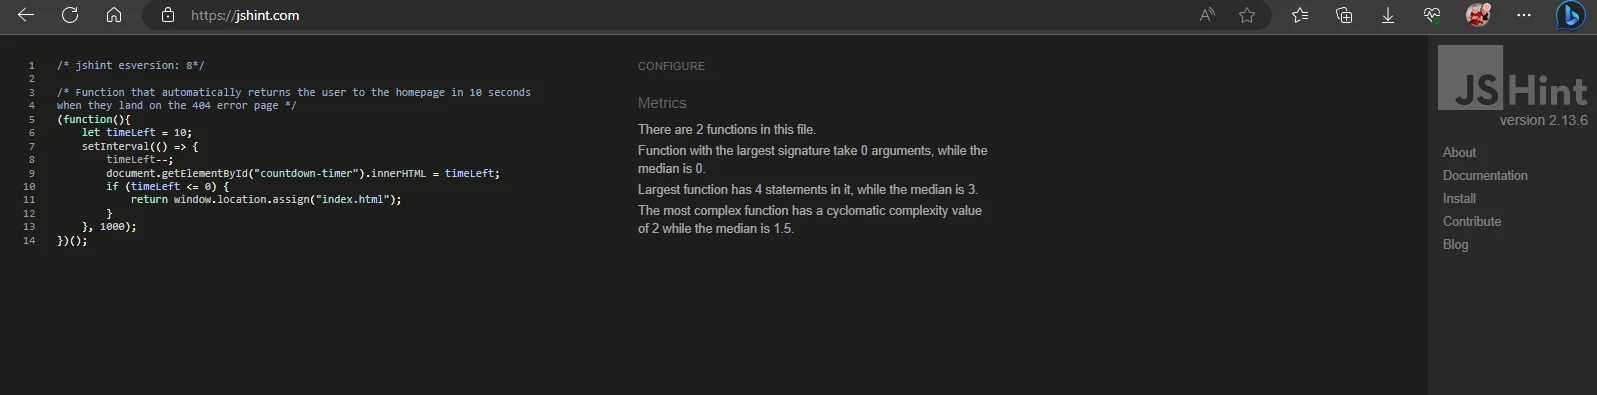 https://jshint.com
1 /* jshint esversion: 8*/
2
3 /* Function that automatically returns the user to the homepage in 10 seconds
4 when they land on the 404 error page */
5 (function(){
6     let timeLeft = 10;
7     setInterval(() => {
8         timeLeft--;
9         document.getElementById("countdown-timer").innerHTML = timeLeft;
10         if (timeLeft <= 0) {
11             return window.location.assign("index.html");
12         }
13     }, 1000);
14 })();
CONFIGURE
Metrics
There are 2 functions in this file.
Function with the largest signature take 0 arguments, while the
median is 0.
Largest function has 4 statements in it, while the median is 3.
The most complex function has a cyclomatic complexity value
of 2 while the median is 1.5.
JSHint
version 2.13.6
About
Documentation
Install
Contribute
Blog